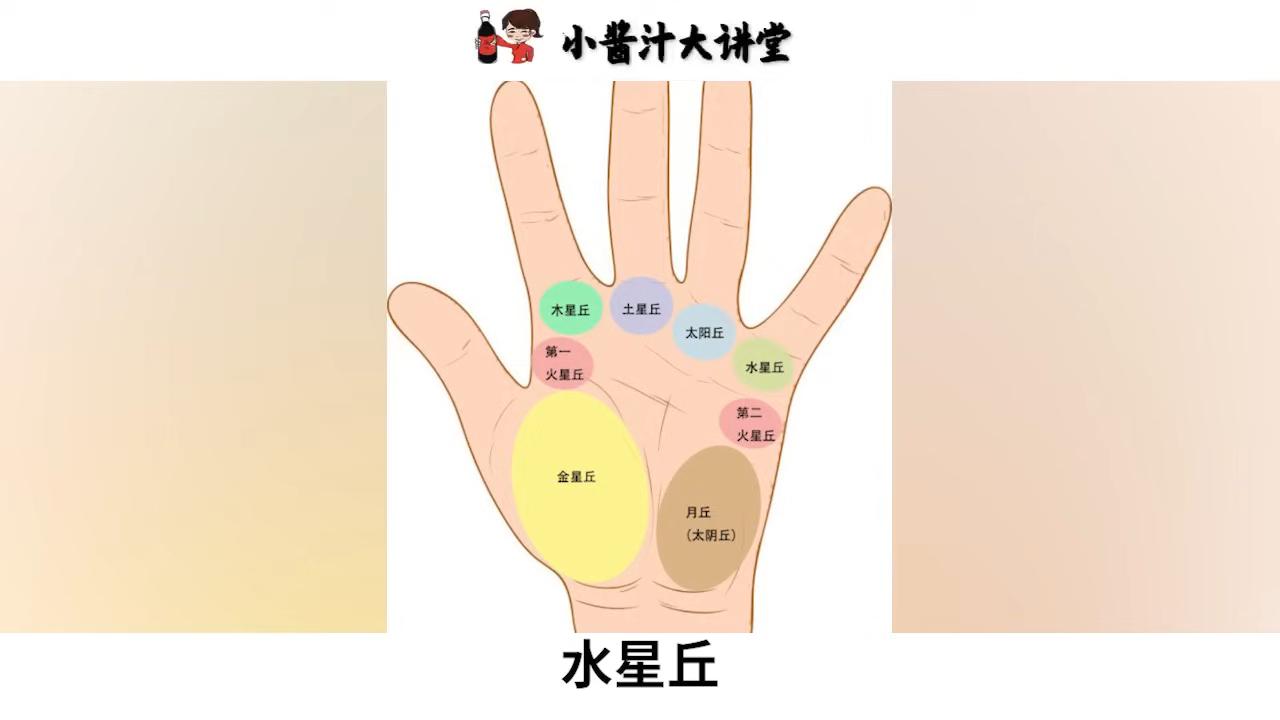 小酱汁大讲堂
木星丘
土星丘
太阳丘
水星丘
第一
火星丘
第二
火星丘
金星丘
月丘
（太阴丘）
水星丘